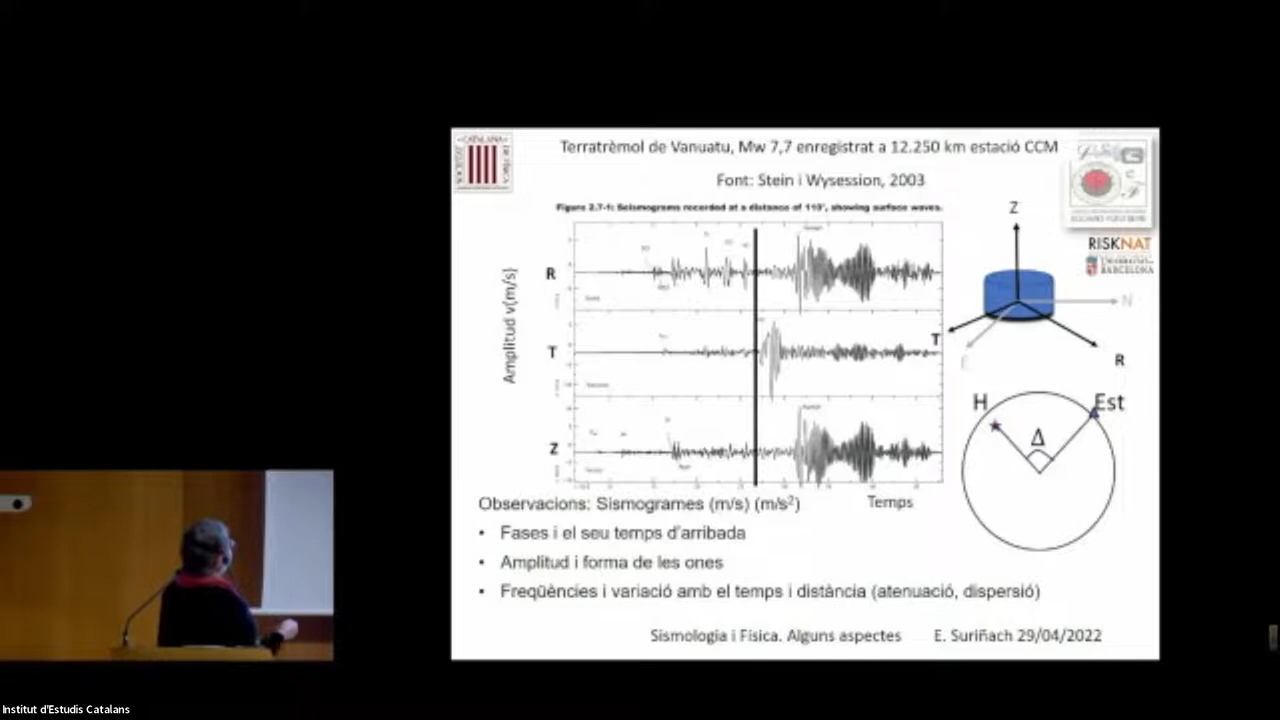 Terratrèmol de Vanuatu, Mw 7,7 enregistrat a 12.250 km estació CCM
Font: Stein i Wysession, 2003
Figure 2.7-1: Seismograms recorded at a distance of 110°, showing surface waves.
Z
RISKNAT
UNIVERSITAT DE
BARCELONA
Amplitud v(m/s)
R
N
T
T
R
H
Est
Δ
Z
Observacions: Sismogrames (m/s) (m/s²)
Temps
• Fases i el seu temps d'arribada
• Amplitud i forma de les ones
• Freqüències i variació amb el temps i distància (atenuació, dispersió)
Sismologia i Física. Alguns aspectes
E. Suriñach 29/04/2022
Institut d'Estudis Catalans